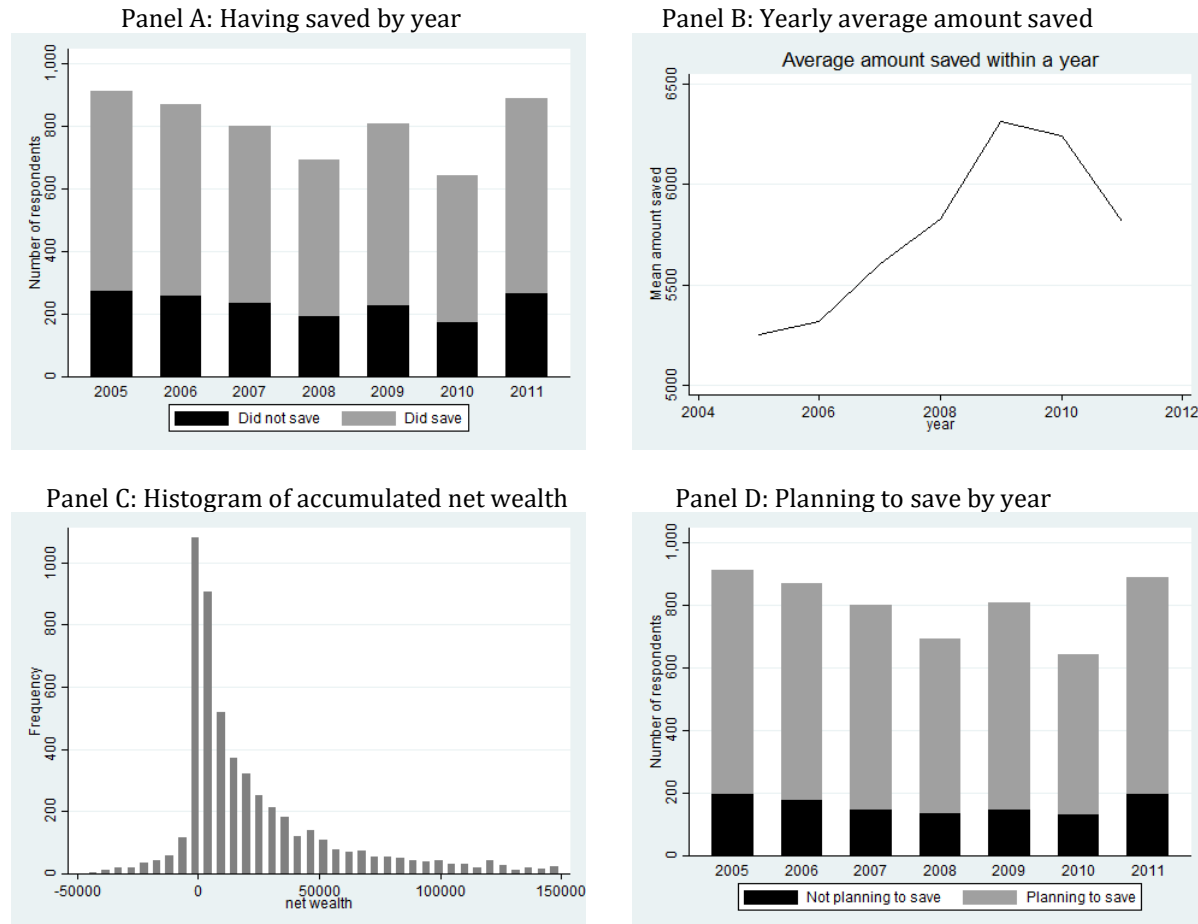 Panel A: Having saved by year
Number of respondents
1,000
800
600
400
200
0
2005 2006 2007 2008 2009 2010 2011
Did not save Did save
Panel B: Yearly average amount saved
Average amount saved within a year
Mean amount saved
6500
6000
5500
5000
2004 2006 2008 2010 2012
year
Panel C: Histogram of accumulated net wealth
Frequency
1000
800
600
400
200
0
-50000 0 50000 100000 150000
net wealth
Panel D: Planning to save by year
Number of respondents
1,000
800
600
400
200
0
2005 2006 2007 2008 2009 2010 2011
Not planning to save Planning to save